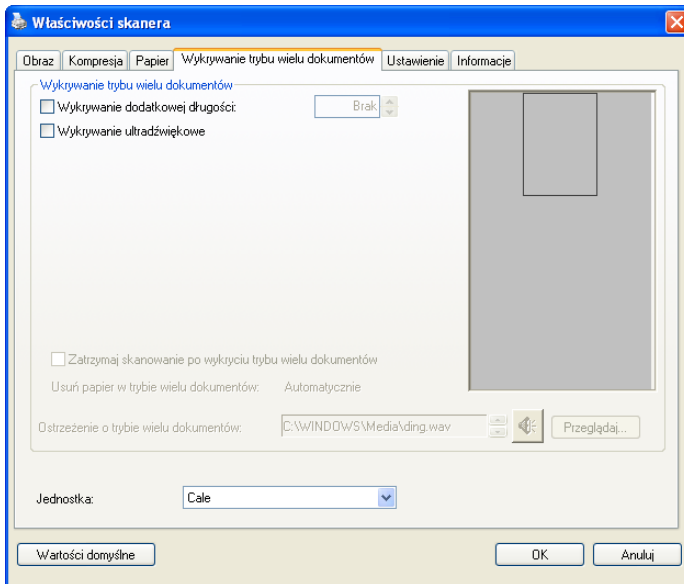 Właściwości skanera
Obraz Kompresja Papier Wykrywanie trybu wielu dokumentów Ustawienie Informacje
Wykrywanie trybu wielu dokumentów
Wykrywanie dodatkowej długości: Brak
Wykrywanie ultradźwiękowe
Zatrzymaj skanowanie po wykryciu trybu wielu dokumentów
Usuń papier w trybie wielu dokumentów: Automatycznie
Ostrzeżenie o trybie wielu dokumentów: C:\WINDOWS\Media\ding.wav Przeglądaj...
Jednostka: Cale
Wartości domyślne OK Anuluj